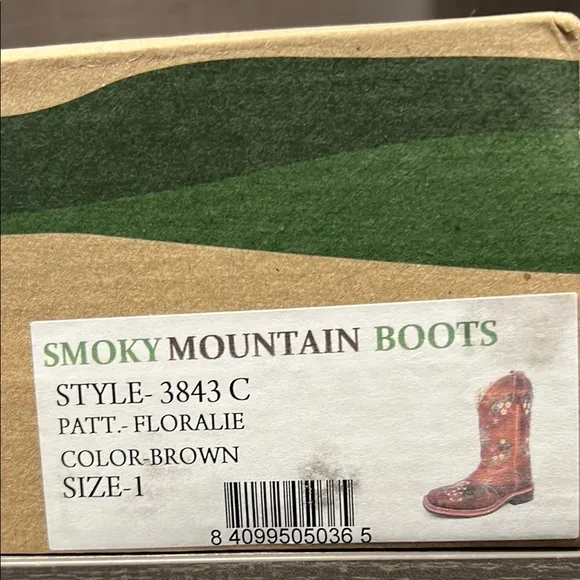 SMOKY MOUNTAIN BOOTS
STYLE- 3843 C
PATT.- FLORALIE
COLOR-BROWN
SIZE-1
8 40995 05036 5